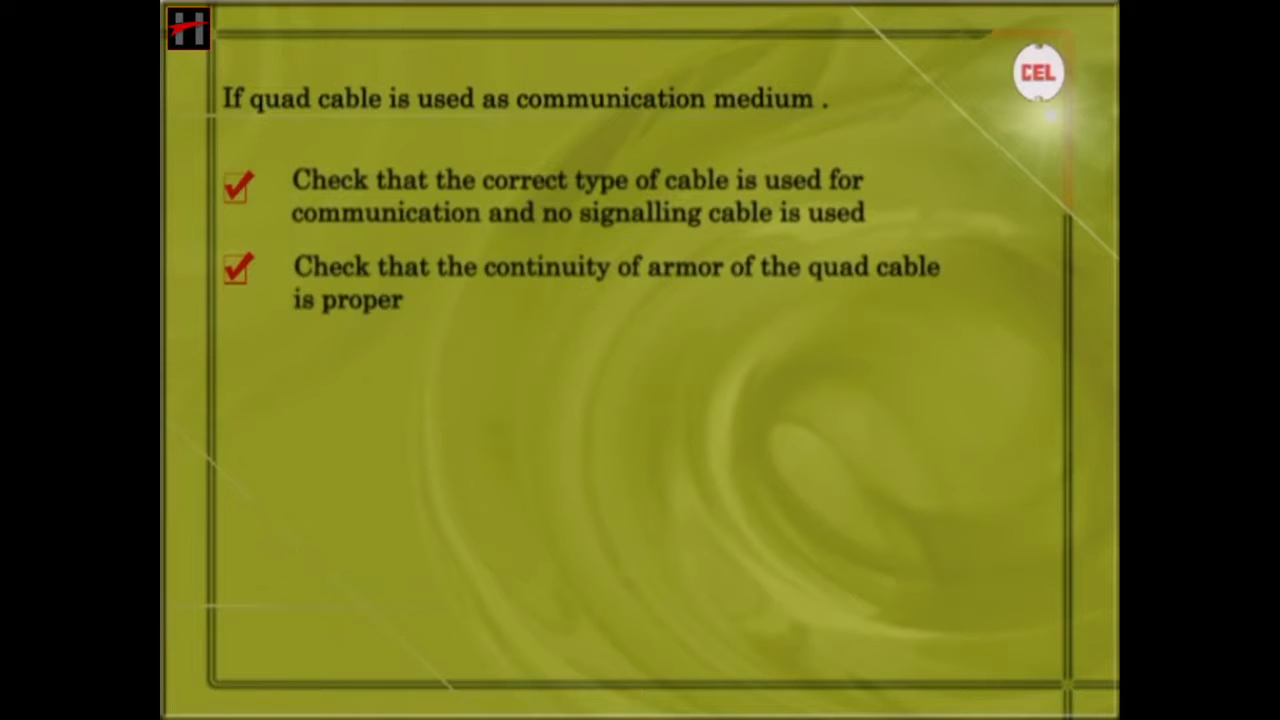 H
CEL
If quad cable is used as communication medium .
Check that the correct type of cable is used for
communication and no signalling cable is used
Check that the continuity of armor of the quad cable
is proper